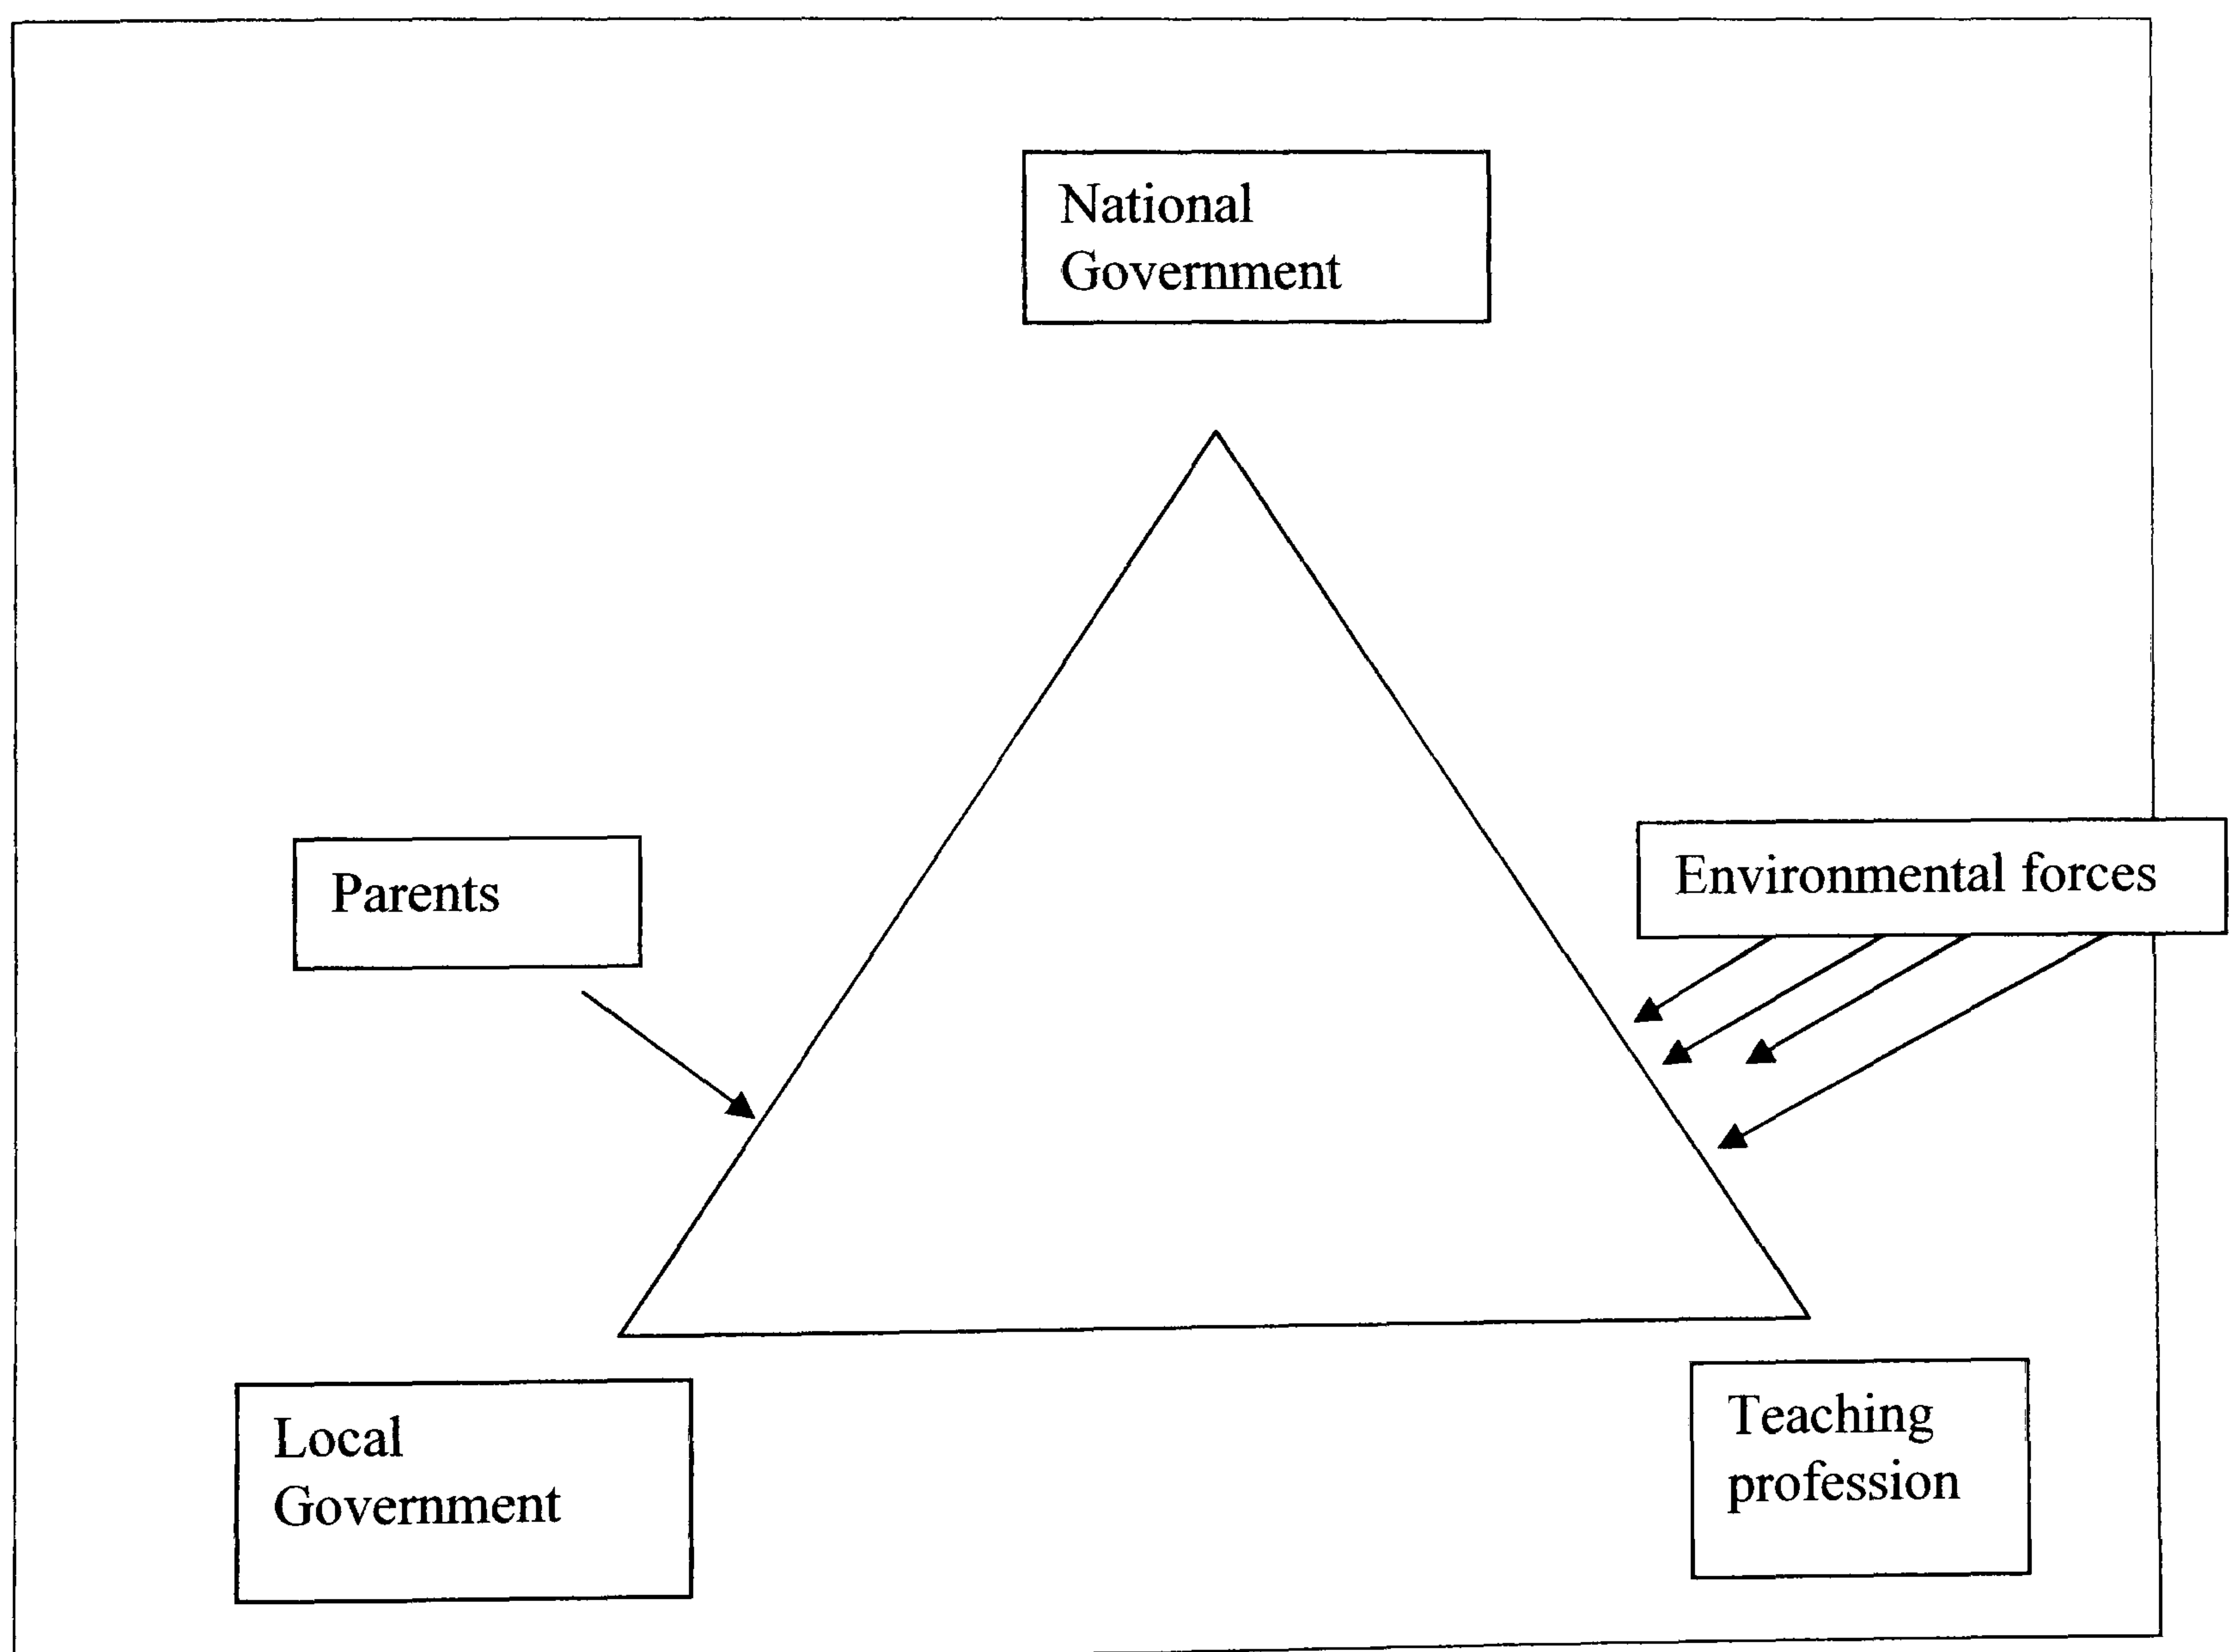 National
Government
Parents
Environmental forces
Local
Government
Teaching
profession